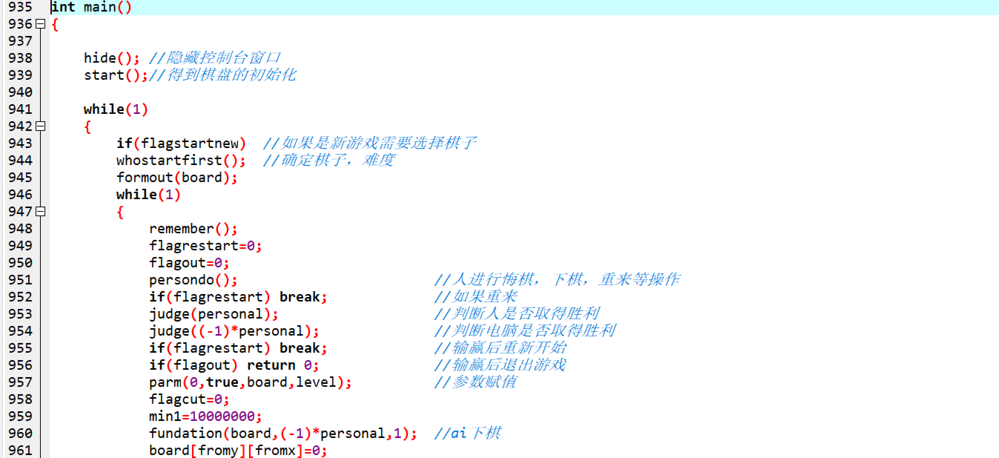 935 int main()
936 {
937
938 hide(); //隐藏控制台窗口
939 start();//得到棋盘的初始化
940
941 while(1)
942 {
943 if(flagstartnew) //如果是新游戏需要选择棋子
944 whostartfirst(); //确定棋子，难度
945 formout(board);
946 while(1)
947 {
948 remember();
949 flagrestart=0;
950 flagout=0;
951 persondo(); //人进行悔棋，下棋，重来等操作
952 if(flagrestart) break; //如果重来
953 judge(personal); //判断人是否取得胜利
954 judge((-1)*personal); //判断电脑是否取得胜利
955 if(flagrestart) break; //输赢后重新开始
956 if(flagout) return 0; //输赢后退出游戏
957 parm(0,true,board,level); //参数赋值
958 flagcut=0;
959 min1=10000000;
960 fundation(board,(-1)*personal,1); //ai下棋
961 board[fromy][fromx]=0;